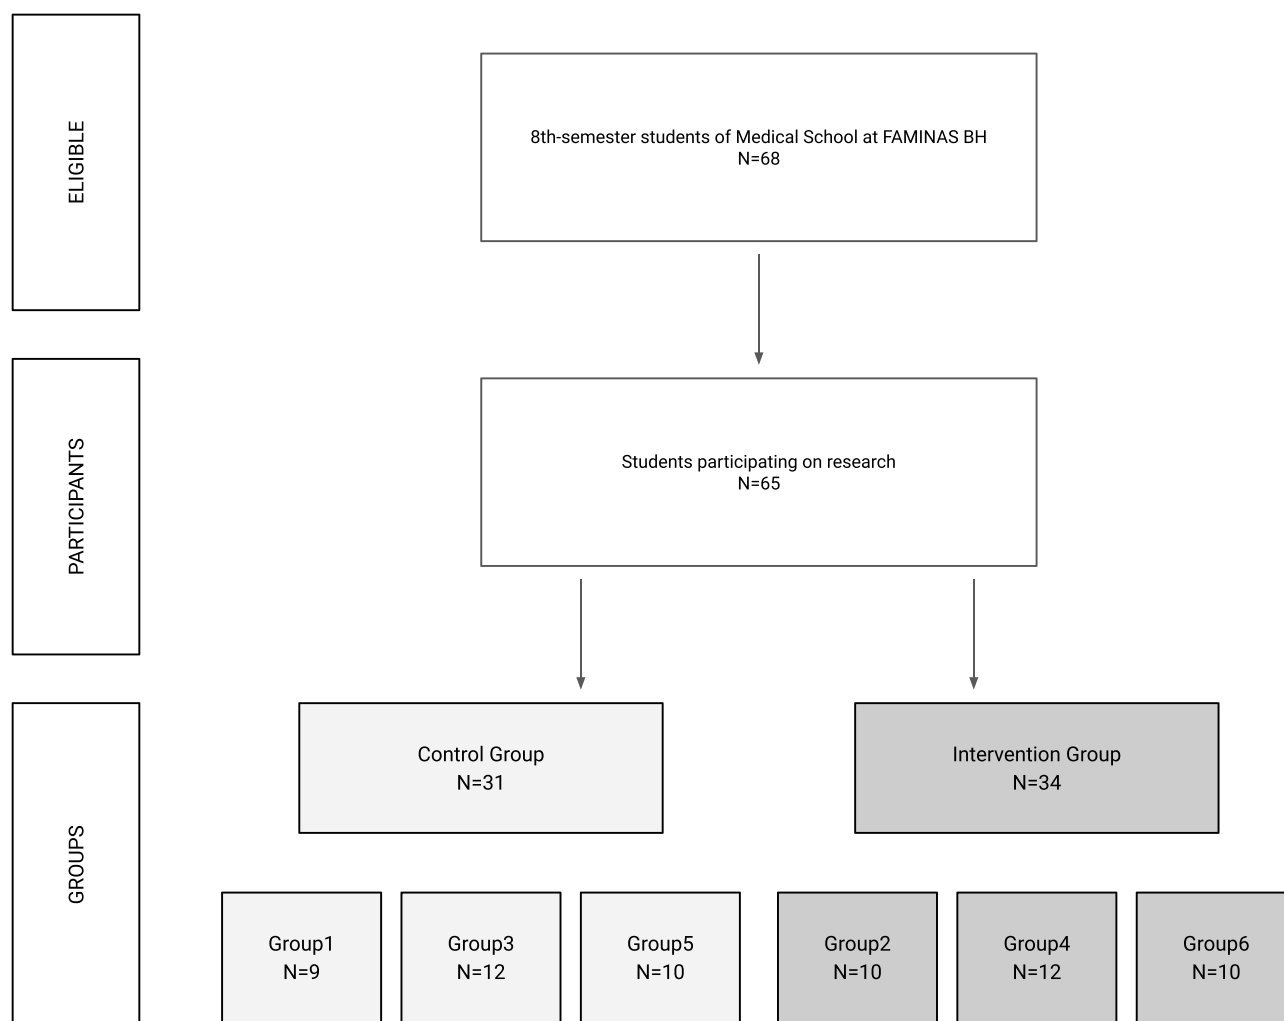 ELIGIBLE
8th-semester students of Medical School at FAMINAS BH
N=68
PARTICIPANTS
Students participating on research
N=65
GROUPS
Control Group
N=31
Intervention Group
N=34
Group1
N=9
Group3
N=12
Group5
N=10
Group2
N=10
Group4
N=12
Group6
N=10